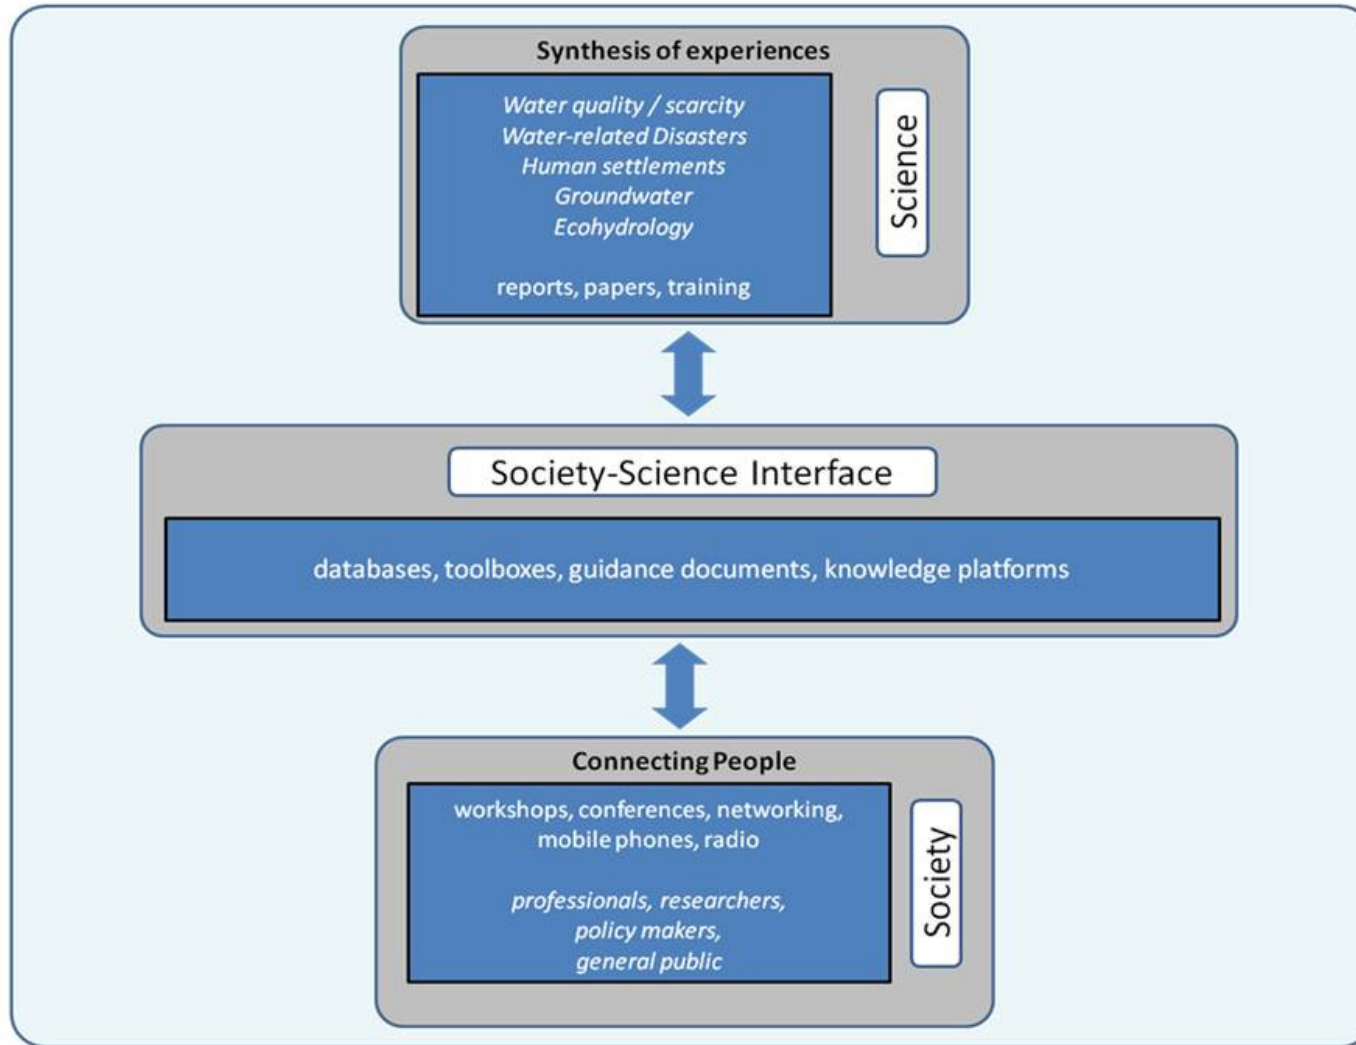 Synthesis of experiences
Water quality / scarcity
Water-related Disasters
Human settlements
Groundwater
Ecohydrology
reports, papers, training
Science
Society-Science Interface
databases, toolboxes, guidance documents, knowledge platforms
Connecting People
workshops, conferences, networking,
mobile phones, radio
professionals, researchers,
policy makers,
general public
Society